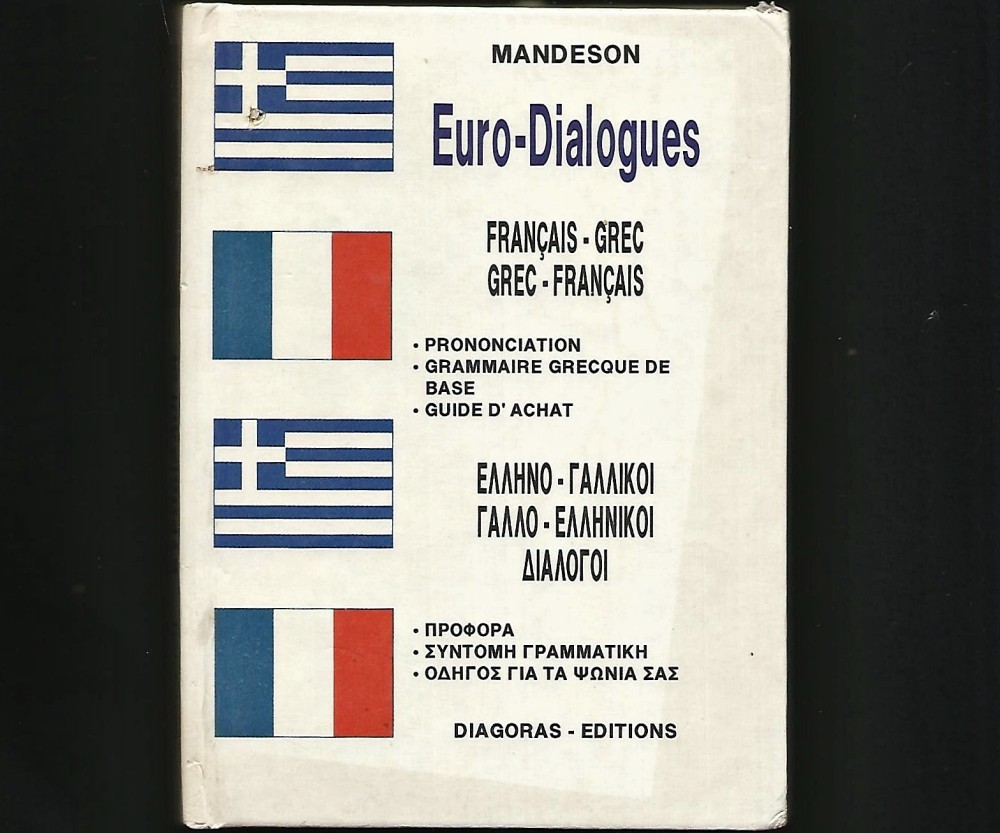 MANDESON
Euro-Dialogues
FRANÇAIS - GREC
GREC - FRANÇAIS
• PRONONCIATION
• GRAMMAIRE GRECQUE DE
BASE
• GUIDE D' ACHAT
ΕΛΛΗΝΟ - ΓΑΛΛΙΚΟΙ
ΓΑΛΛΟ - ΕΛΛΗΝΙΚΟΙ
ΔΙΑΛΟΓΟΙ
• ΠΡΟΦΟΡΑ
• ΣΥΝΤΟΜΗ ΓΡΑΜΜΑΤΙΚΗ
• ΟΔΗΓΟΣ ΓΙΑ ΤΑ ΨΩΝΙΑ ΣΑΣ
DIAGORAS - EDITIONS